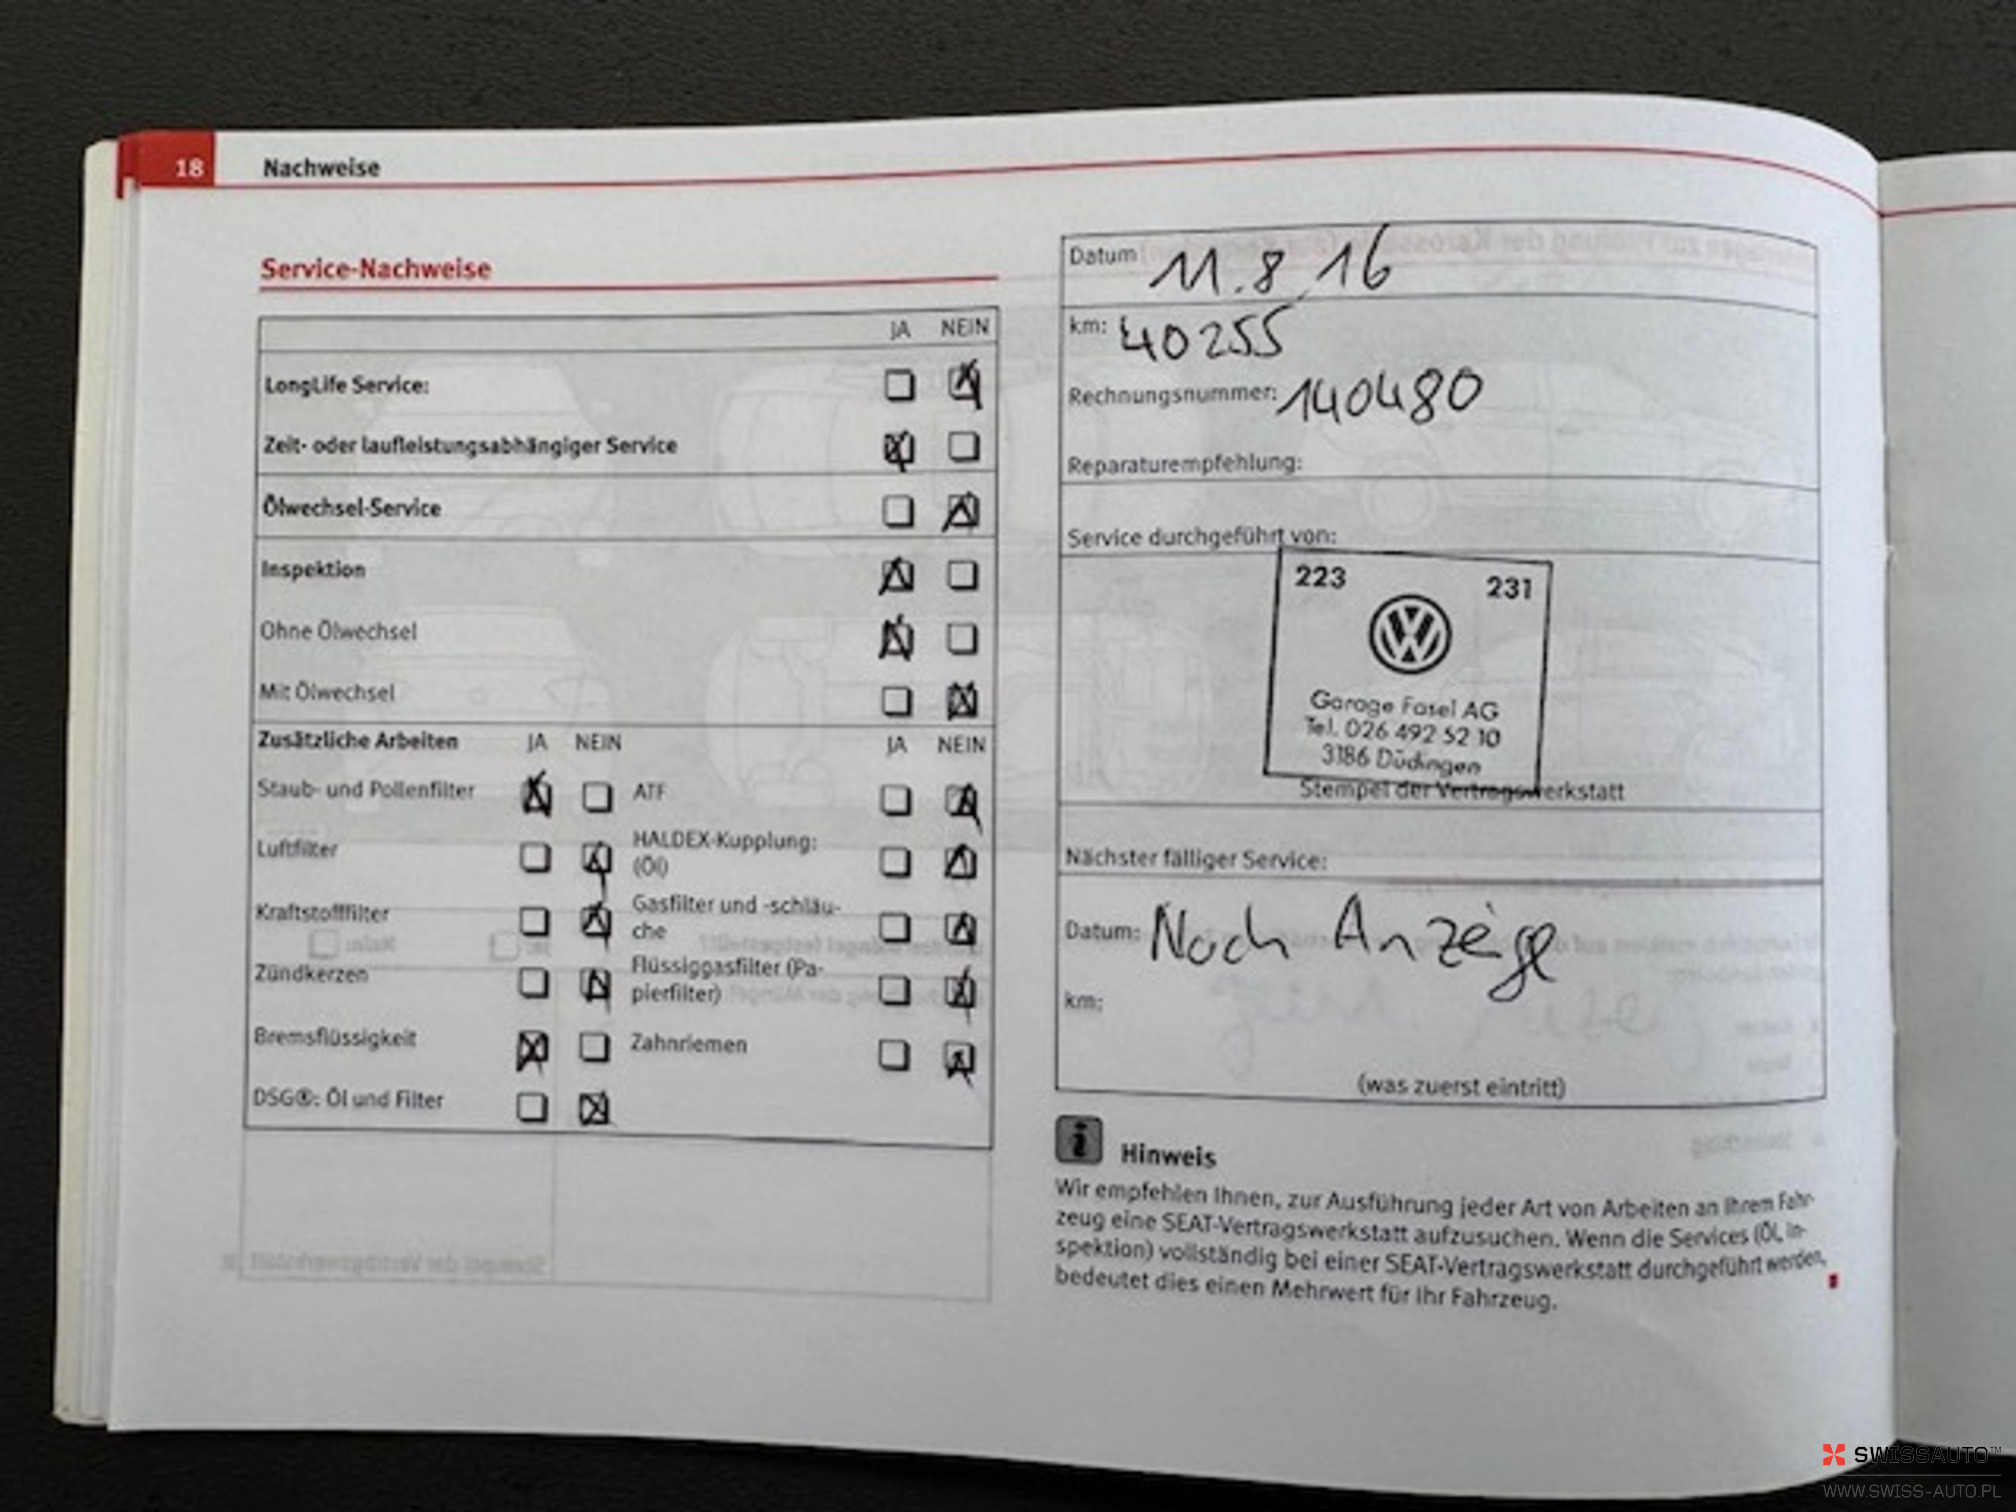 18 Nachweise
Service-Nachweise
JA NEIN
LongLife Service:
Zeit- oder laufleistungsabhängiger Service
Ölwechsel-Service
Inspektion
Ohne Ölwechsel
Mit Ölwechsel
Zusätzliche Arbeiten JA NEIN JA NEIN
Staub- und Pollenfilter ATF
Luftfilter HALDEX-Kupplung:
(Öl)
Kraftstofffilter Gasfilter und -schläu-
che
Zündkerzen Flüssiggasfilter (Pa-
pierfilter)
Bremsflüssigkeit Zahnriemen
DSG®: Öl und Filter
Datum 11.8.16
km: 40255
Rechnungsnummer: 140480
Reparaturempfehlung:
Service durchgeführt von:
223 231
VW
Garage Fasel AG
Tel. 026 492 52 10
3186 Düdingen
Stempel der Vertragswerkstatt
Nächster fälliger Service:
Datum: Nach Anzeige
km:
(was zuerst eintritt)
i Hinweis
Wir empfehlen Ihnen, zur Ausführung jeder Art von Arbeiten an Ihrem Fahr-
zeug eine SEAT-Vertragswerkstatt aufzusuchen. Wenn die Services (Öl, In-
spektion) vollständig bei einer SEAT-Vertragswerkstatt durchgeführt werden,
bedeutet dies einen Mehrwert für Ihr Fahrzeug.
SWISSAUTO™
WWW.SWISS-AUTO.PL